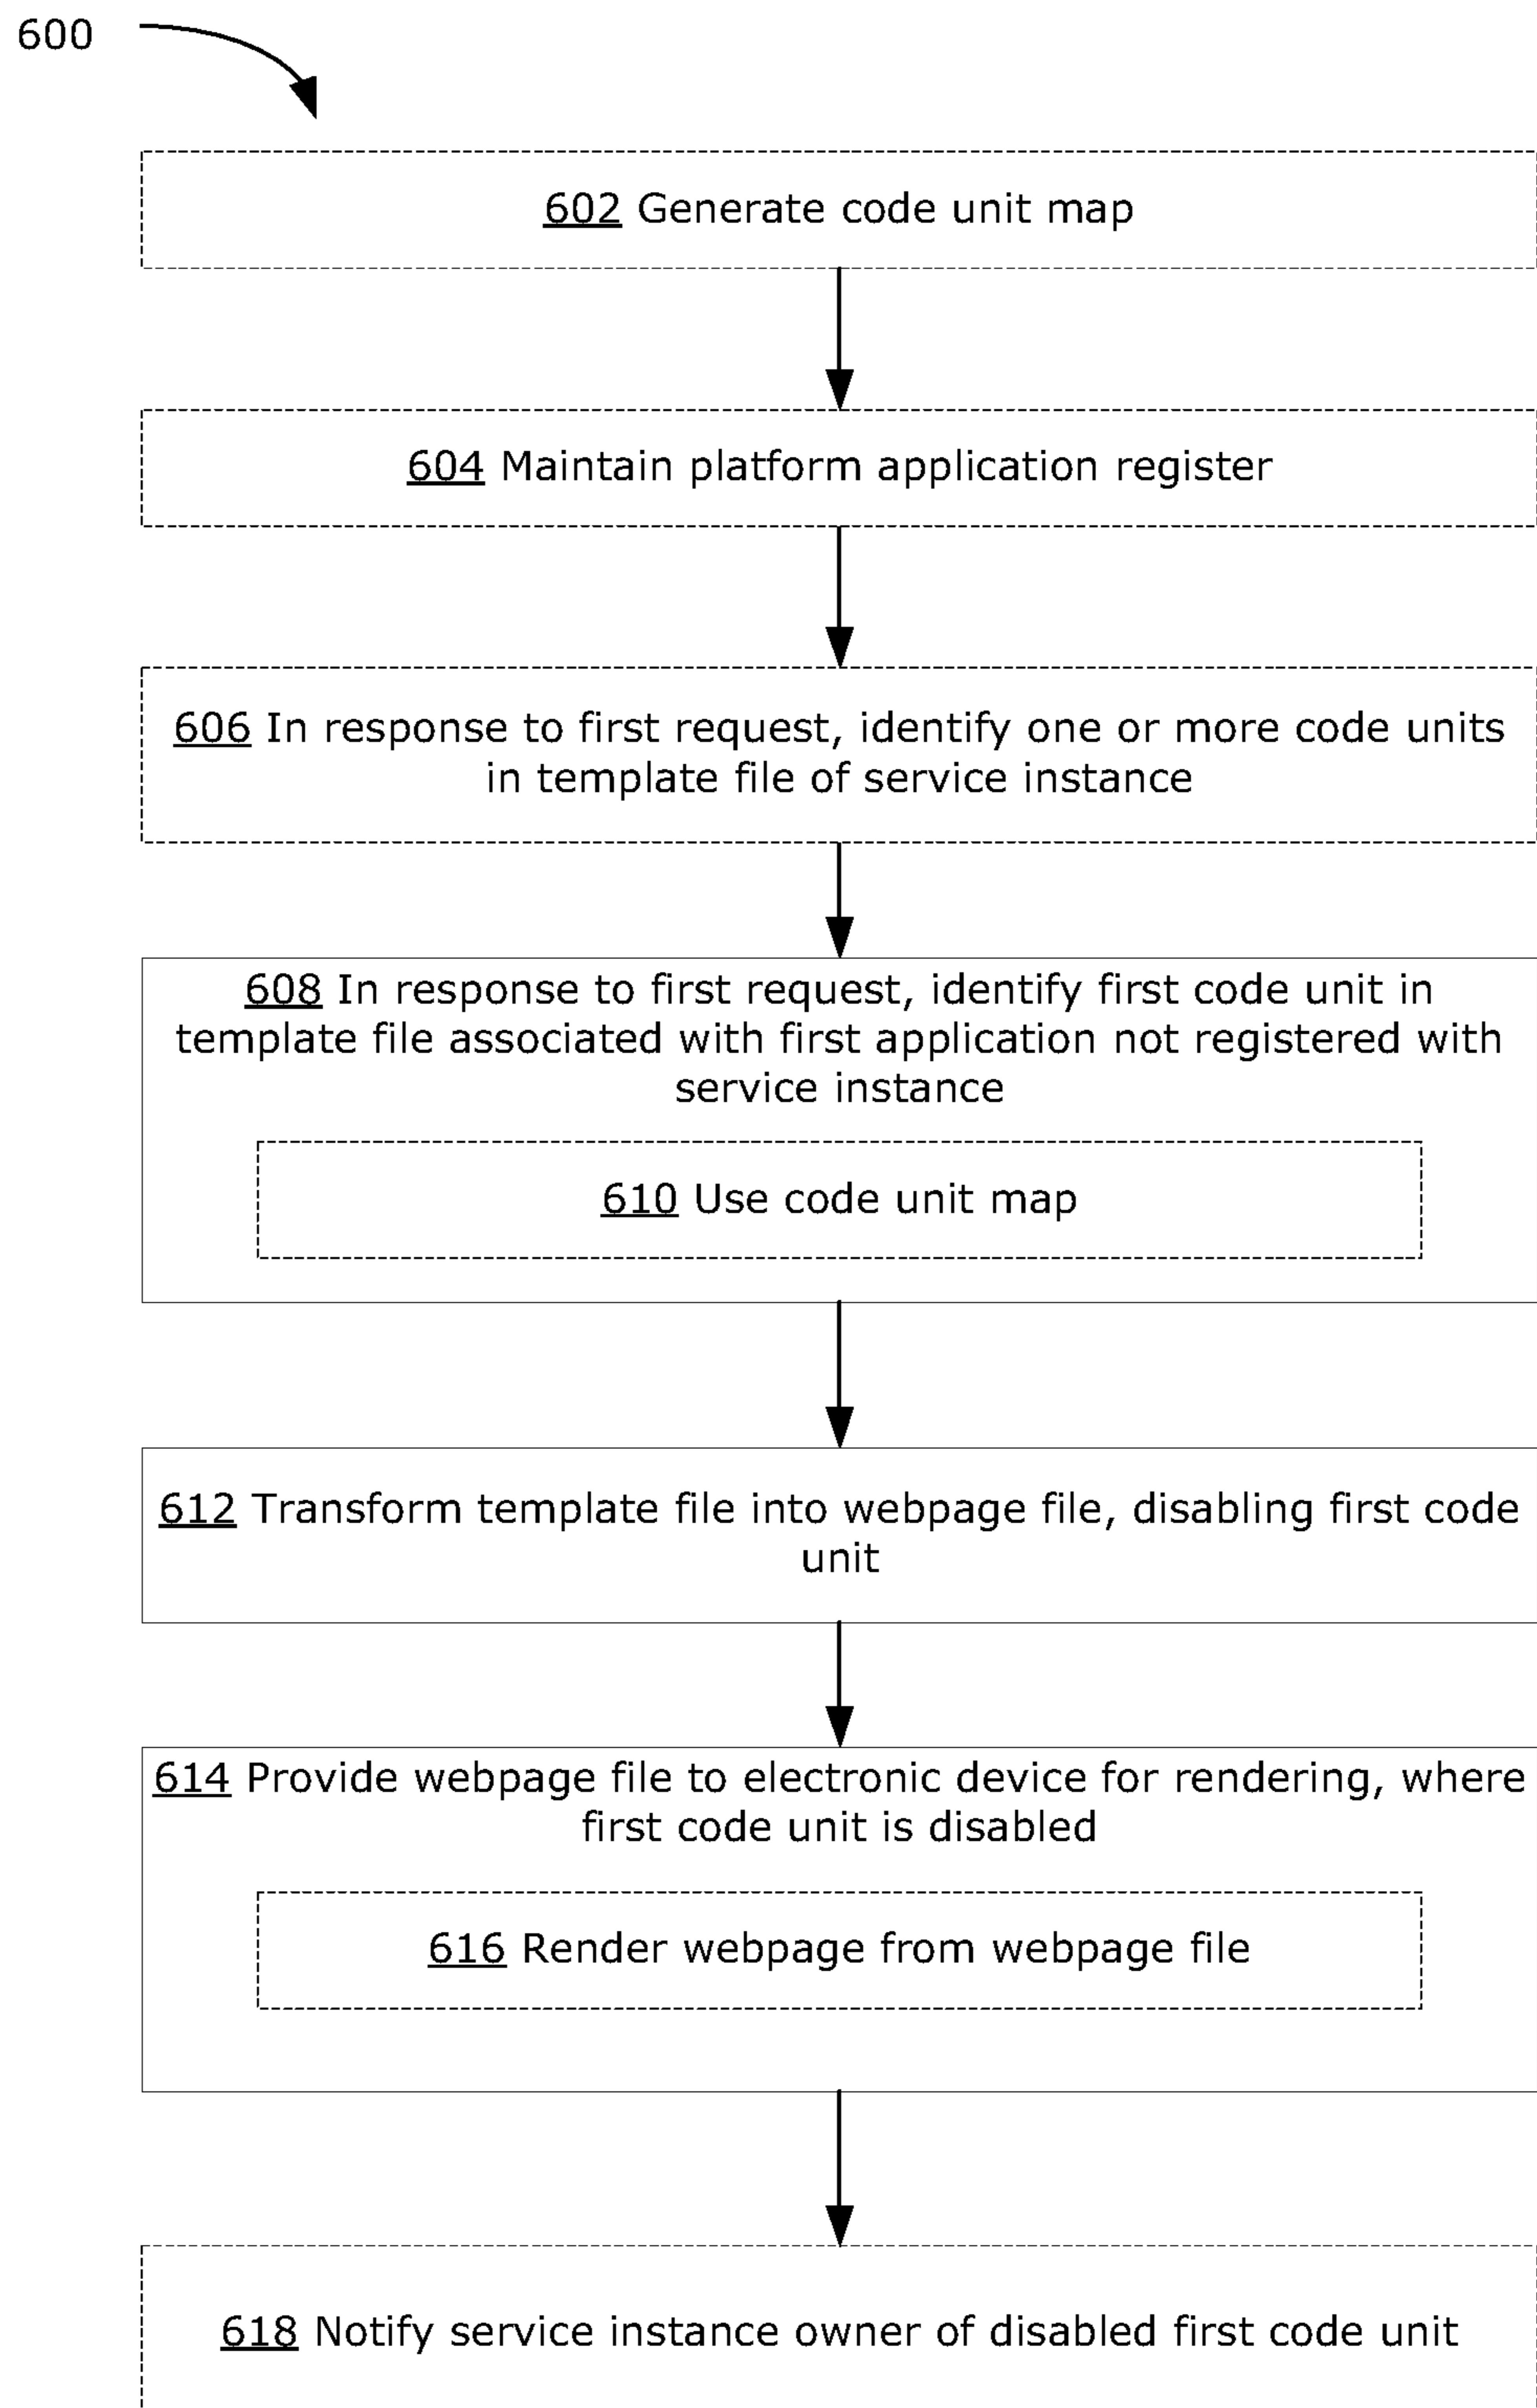 600
602 Generate code unit map
604 Maintain platform application register
606 In response to first request, identify one or more code units
in template file of service instance
608 In response to first request, identify first code unit in
template file associated with first application not registered with
service instance
610 Use code unit map
612 Transform template file into webpage file, disabling first code
unit
614 Provide webpage file to electronic device for rendering, where
first code unit is disabled
616 Render webpage from webpage file
618 Notify service instance owner of disabled first code unit